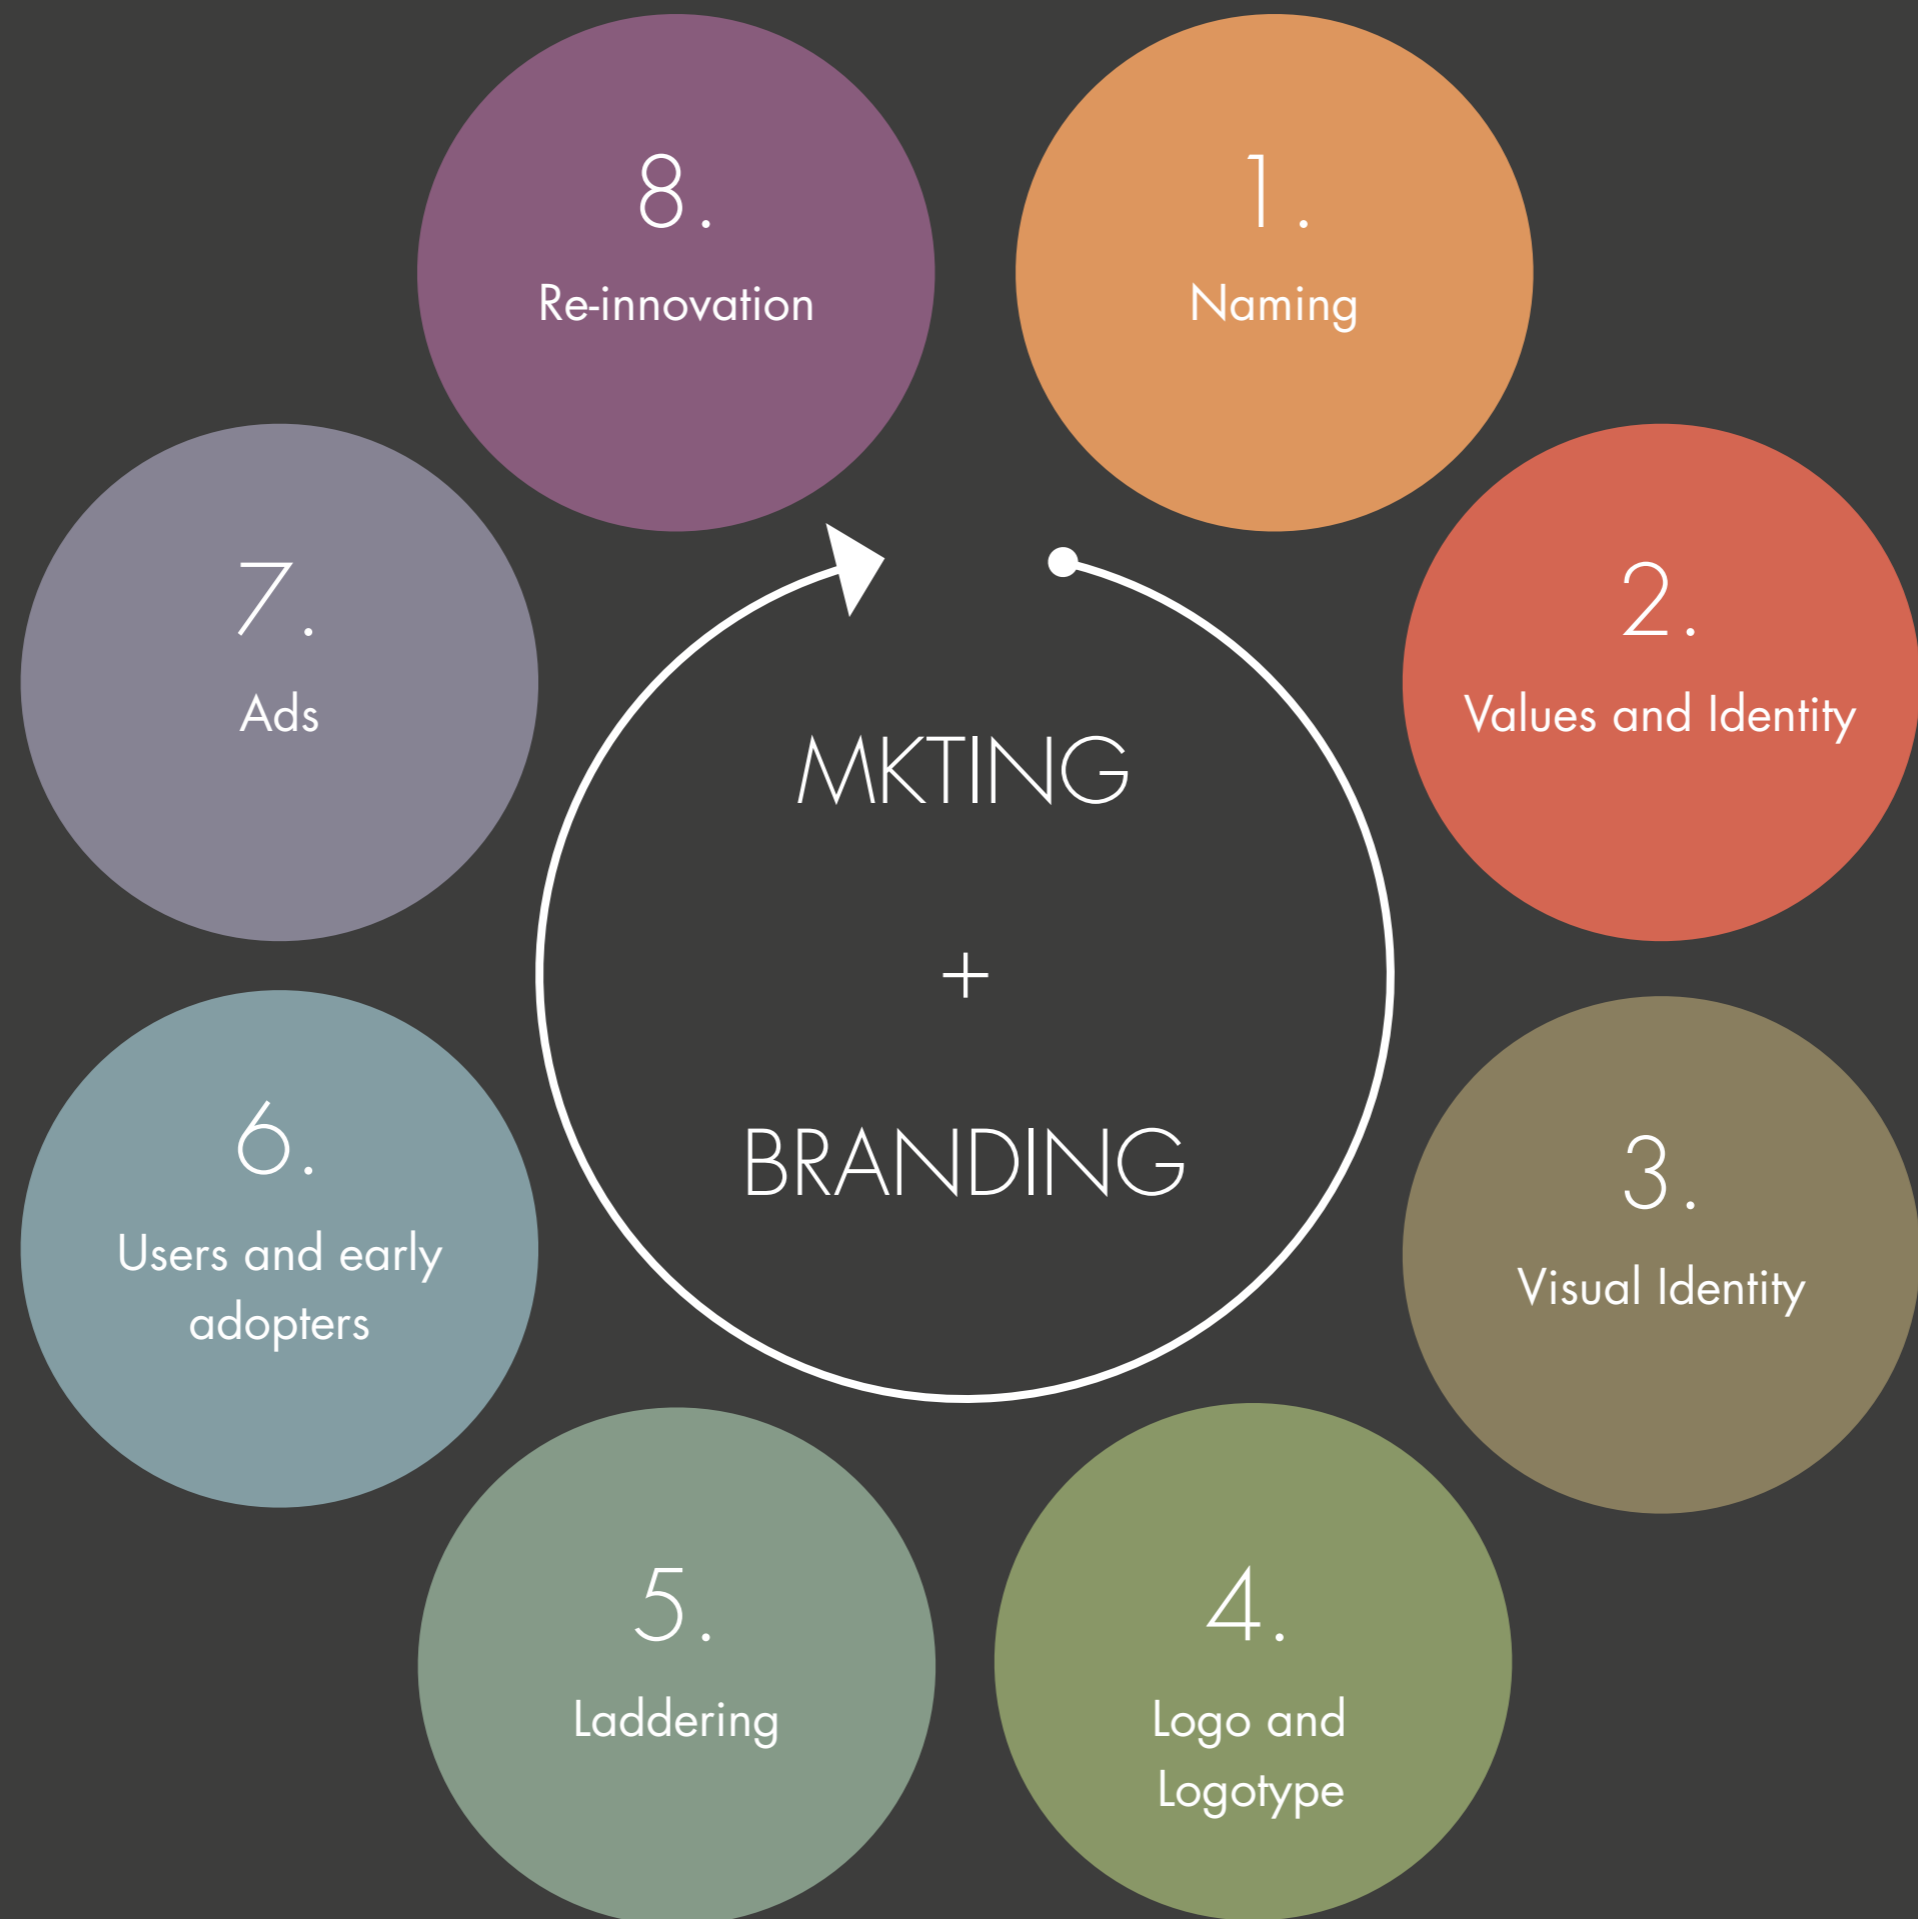 8.
Re-innovation
1.
Naming
7.
Ads
2.
Values and Identity
MKTING
+
BRANDING
6.
Users and early
adopters
3.
Visual Identity
5.
Laddering
4.
Logo and
Logotype